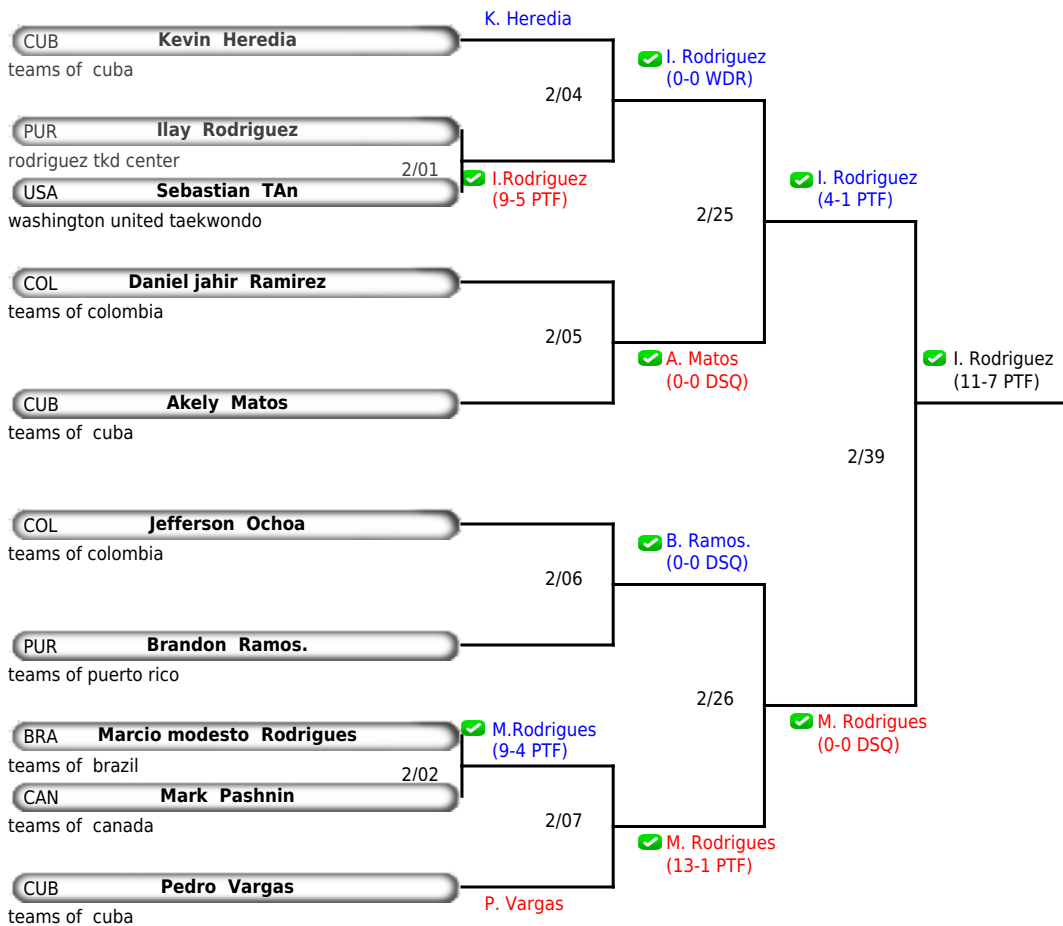 K. Heredia
CUB Kevin Heredia
teams of cuba
I. Rodriguez
(0-0 WDR)
2/04
PUR Ilay Rodriguez
rodriguez tkd center
2/01
I.Rodriguez
(9-5 PTF)
USA Sebastian TAn
washington united taekwondo
I. Rodriguez
(4-1 PTF)
2/25
COL Daniel jahir Ramirez
teams of colombia
2/05
A. Matos
(0-0 DSQ)
I. Rodriguez
(11-7 PTF)
CUB Akely Matos
teams of cuba
2/39
COL Jefferson Ochoa
teams of colombia
B. Ramos.
(0-0 DSQ)
2/06
PUR Brandon Ramos.
teams of puerto rico
2/26
M. Rodrigues
(0-0 DSQ)
BRA Marcio modesto Rodrigues
teams of brazil
M.Rodrigues
(9-4 PTF)
2/02
CAN Mark Pashnin
teams of canada
2/07
M. Rodrigues
(13-1 PTF)
CUB Pedro Vargas
teams of cuba
P. Vargas